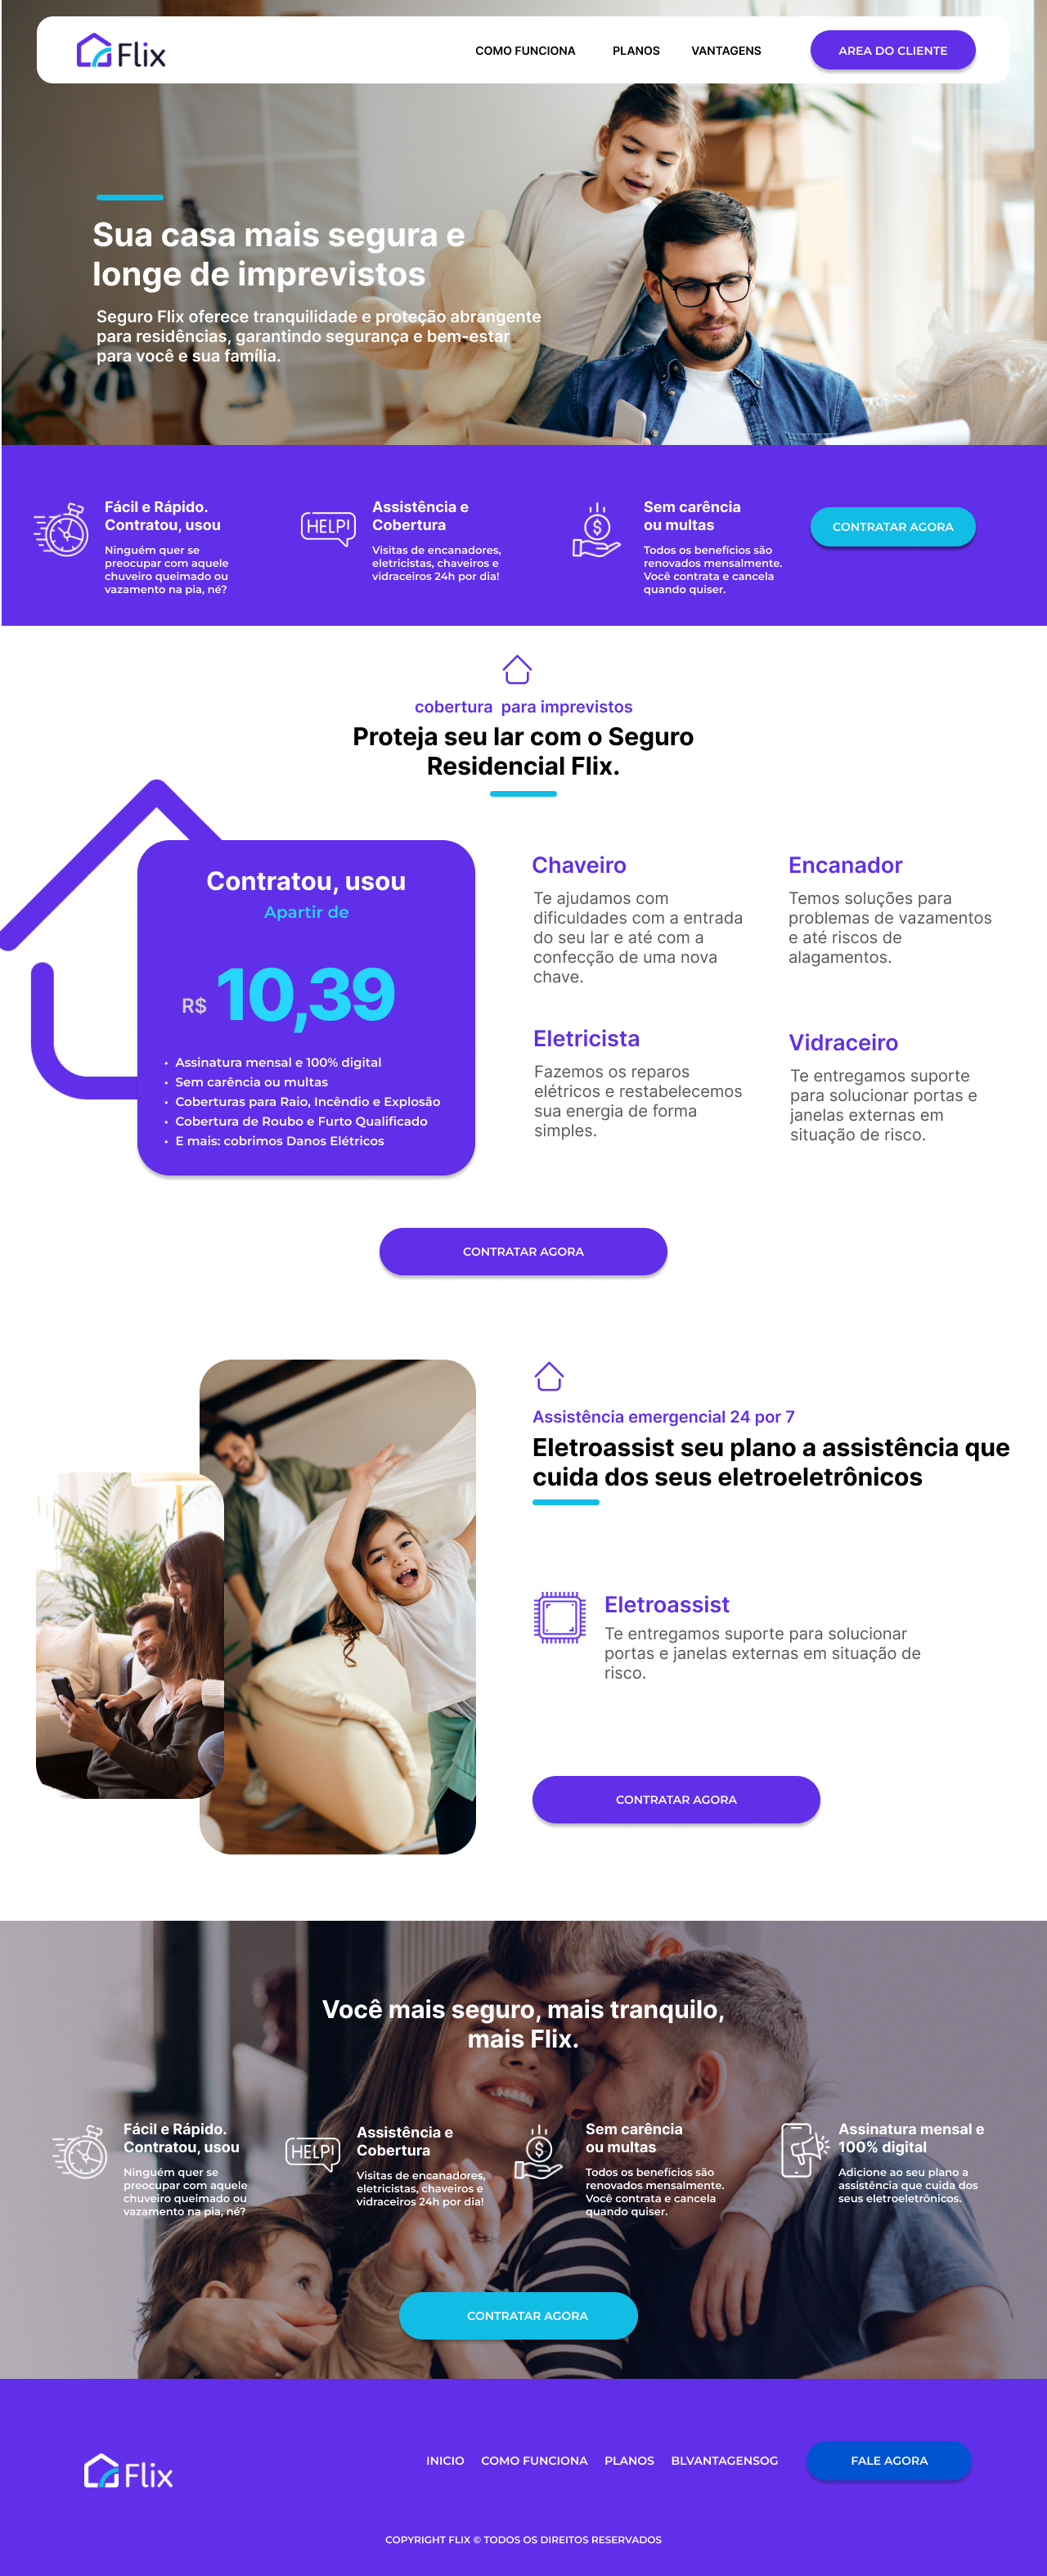 Flix
COMO FUNCIONA
PLANOS
VANTAGENS
AREA DO CLIENTE
Sua casa mais segura e
longe de imprevistos
Seguro Flix oferece tranquilidade e proteção abrangente
para residências, garantindo segurança e bem-estar
para você e sua família.
Fácil e Rápido.
Contratou, usou
Ninguém quer se
preocupar com aquele
chuveiro queimado ou
vazamento na pia, né?
HELP!
Assistência e
Cobertura
Visitas de encanadores,
eletricistas, chaveiros e
vidraceiros 24h por dia!
$
Sem carência
ou multas
Todos os benefícios são
renovados mensalmente.
Você contrata e cancela
quando quiser.
CONTRATAR AGORA
cobertura  para imprevistos
Proteja seu lar com o Seguro
Residencial Flix.
Contratou, usou
Apartir de
R$ 10,39
• Assinatura mensal e 100% digital
• Sem carência ou multas
• Coberturas para Raio, Incêndio e Explosão
• Cobertura de Roubo e Furto Qualificado
• E mais: cobrimos Danos Elétricos
Chaveiro
Te ajudamos com
dificuldades com a entrada
do seu lar e até com a
confecção de uma nova
chave.
Encanador
Temos soluções para
problemas de vazamentos
e até riscos de
alagamentos.
Eletricista
Fazemos os reparos
elétricos e restabelecemos
sua energia de forma
simples.
Vidraceiro
Te entregamos suporte
para solucionar portas e
janelas externas em
situação de risco.
CONTRATAR AGORA
Assistência emergencial 24 por 7
Eletroassist seu plano a assistência que
cuida dos seus eletroeletrônicos
Eletroassist
Te entregamos suporte para solucionar
portas e janelas externas em situação de
risco.
CONTRATAR AGORA
Você mais seguro, mais tranquilo,
mais Flix.
Fácil e Rápido.
Contratou, usou
Ninguém quer se
preocupar com aquele
chuveiro queimado ou
vazamento na pia, né?
HELP!
Assistência e
Cobertura
Visitas de encanadores,
eletricistas, chaveiros e
vidraceiros 24h por dia!
$
Sem carência
ou multas
Todos os benefícios são
renovados mensalmente.
Você contrata e cancela
quando quiser.
Assinatura mensal e
100% digital
Adicione ao seu plano a
assistência que cuida dos
seus eletroeletrônicos.
CONTRATAR AGORA
Flix
INICIO
COMO FUNCIONA
PLANOS
BLVANTAGENSOG
FALE AGORA
COPYRIGHT FLIX © TODOS OS DIREITOS RESERVADOS